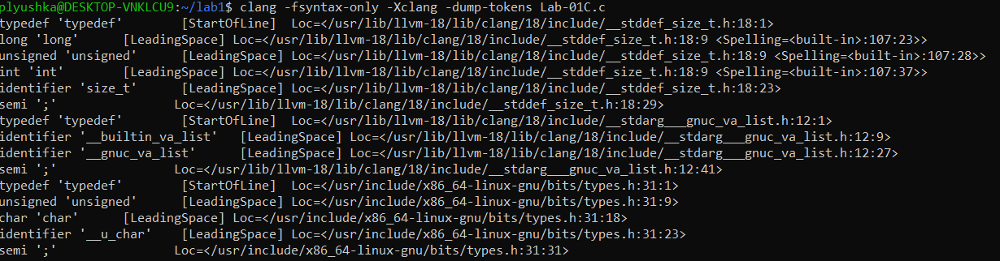 plyushka@DESKTOP-VNKLCU9:~/lab1$ clang -fsyntax-only -Xclang -dump-tokens Lab-01C.c
typedef 'typedef' [StartOfLine] Loc=</usr/lib/llvm-18/lib/clang/18/include/__stddef_size_t.h:18:1>
long 'long' [LeadingSpace] Loc=</usr/lib/llvm-18/lib/clang/18/include/__stddef_size_t.h:18:9 <Spelling=<built-in>:107:23>>
unsigned 'unsigned' [LeadingSpace] Loc=</usr/lib/llvm-18/lib/clang/18/include/__stddef_size_t.h:18:9 <Spelling=<built-in>:107:28>>
int 'int' [LeadingSpace] Loc=</usr/lib/llvm-18/lib/clang/18/include/__stddef_size_t.h:18:9 <Spelling=<built-in>:107:37>>
identifier 'size_t' [LeadingSpace] Loc=</usr/lib/llvm-18/lib/clang/18/include/__stddef_size_t.h:18:23>
semi ';' Loc=</usr/lib/llvm-18/lib/clang/18/include/__stddef_size_t.h:18:29>
typedef 'typedef' [StartOfLine] Loc=</usr/lib/llvm-18/lib/clang/18/include/__stdarg___gnuc_va_list.h:12:1>
identifier '__builtin_va_list' [LeadingSpace] Loc=</usr/lib/llvm-18/lib/clang/18/include/__stdarg___gnuc_va_list.h:12:9>
identifier '__gnuc_va_list' [LeadingSpace] Loc=</usr/lib/llvm-18/lib/clang/18/include/__stdarg___gnuc_va_list.h:12:27>
semi ';' Loc=</usr/lib/llvm-18/lib/clang/18/include/__stdarg___gnuc_va_list.h:12:41>
typedef 'typedef' [StartOfLine] Loc=</usr/include/x86_64-linux-gnu/bits/types.h:31:1>
unsigned 'unsigned' [LeadingSpace] Loc=</usr/include/x86_64-linux-gnu/bits/types.h:31:9>
char 'char' [LeadingSpace] Loc=</usr/include/x86_64-linux-gnu/bits/types.h:31:18>
identifier '__u_char' [LeadingSpace] Loc=</usr/include/x86_64-linux-gnu/bits/types.h:31:23>
semi ';' Loc=</usr/include/x86_64-linux-gnu/bits/types.h:31:31>